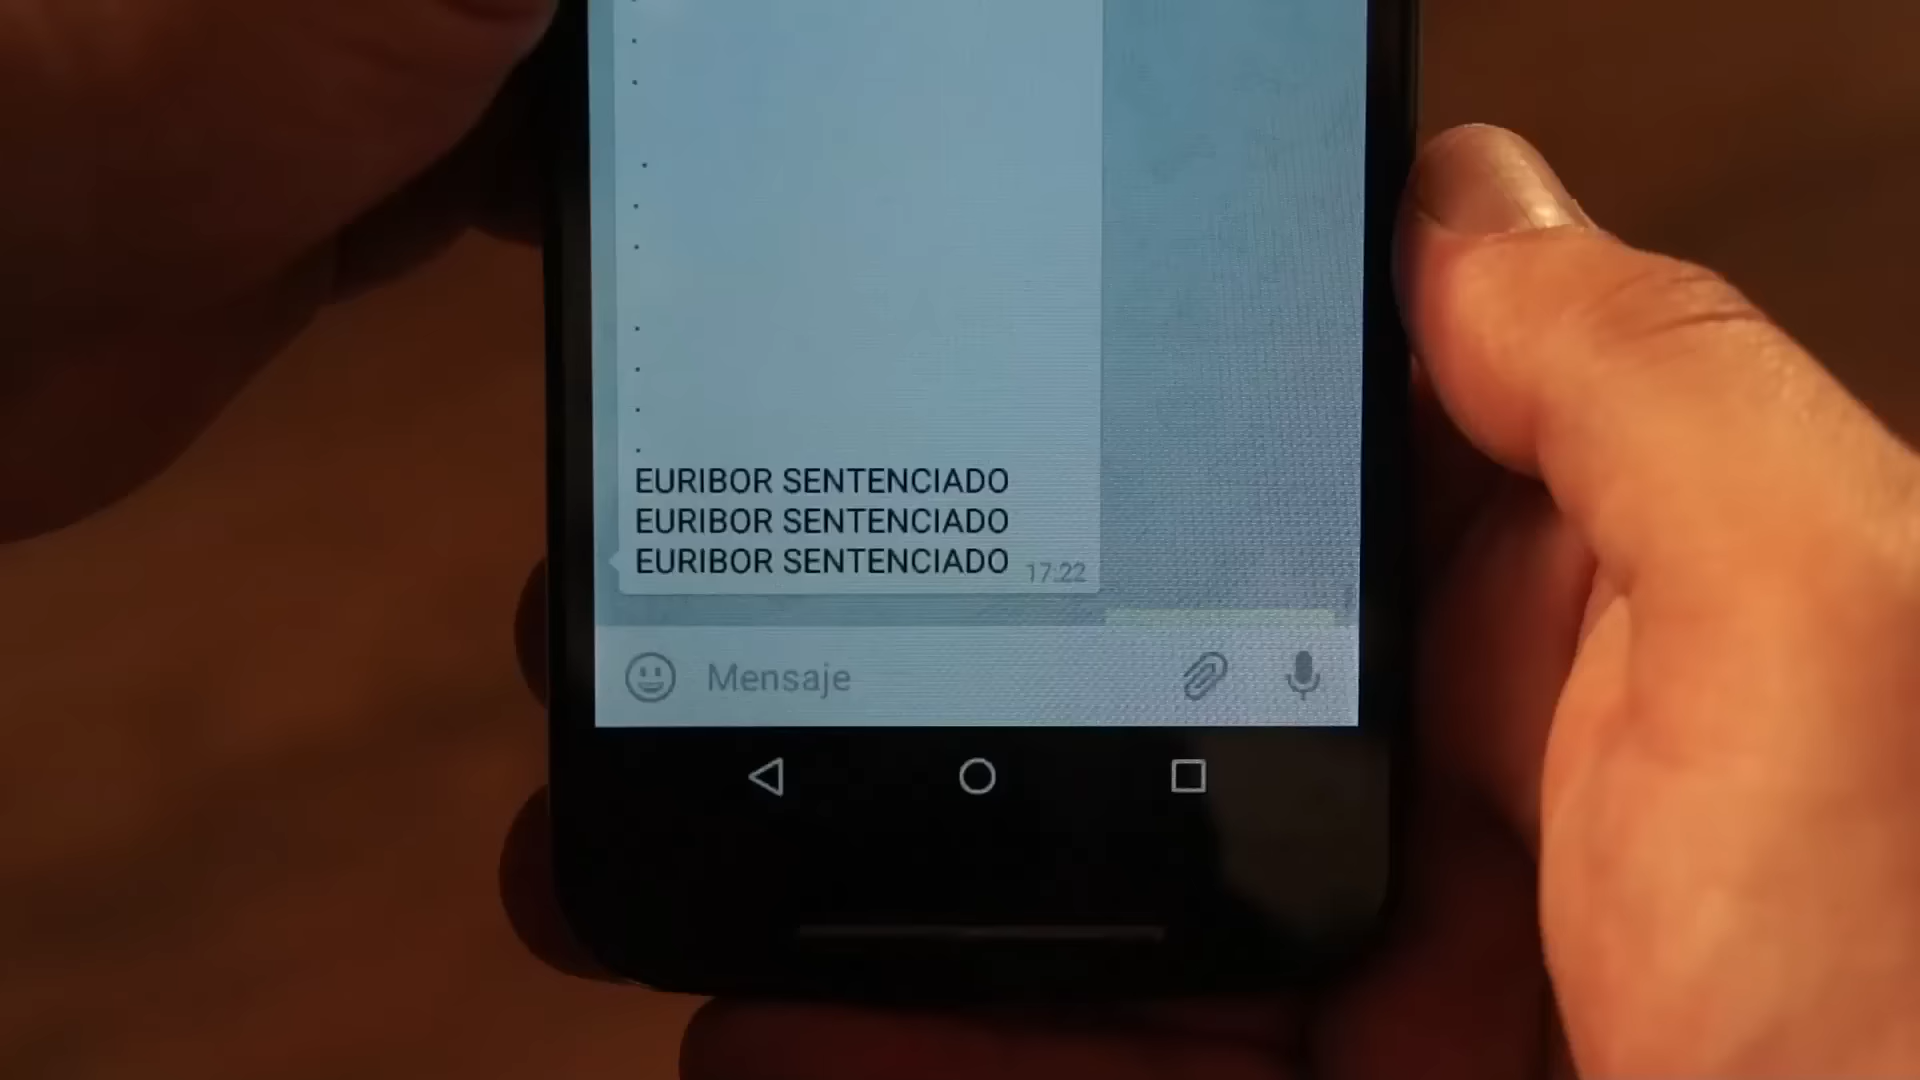 .
.
.
.
.
.
.
.
.
EURIBOR SENTENCIADO
EURIBOR SENTENCIADO
EURIBOR SENTENCIADO
17:22
Mensaje